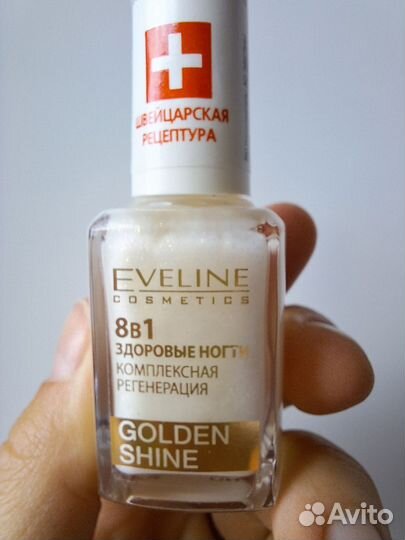 ШВЕЙЦАРСКАЯ
РЕЦЕПТУРА
EVELINE
COSMETICS
8в1
ЗДОРОВЫЕ НОГТИ
КОМПЛЕКСНАЯ
РЕГЕНЕРАЦИЯ
GOLDEN
SHINE
Avito